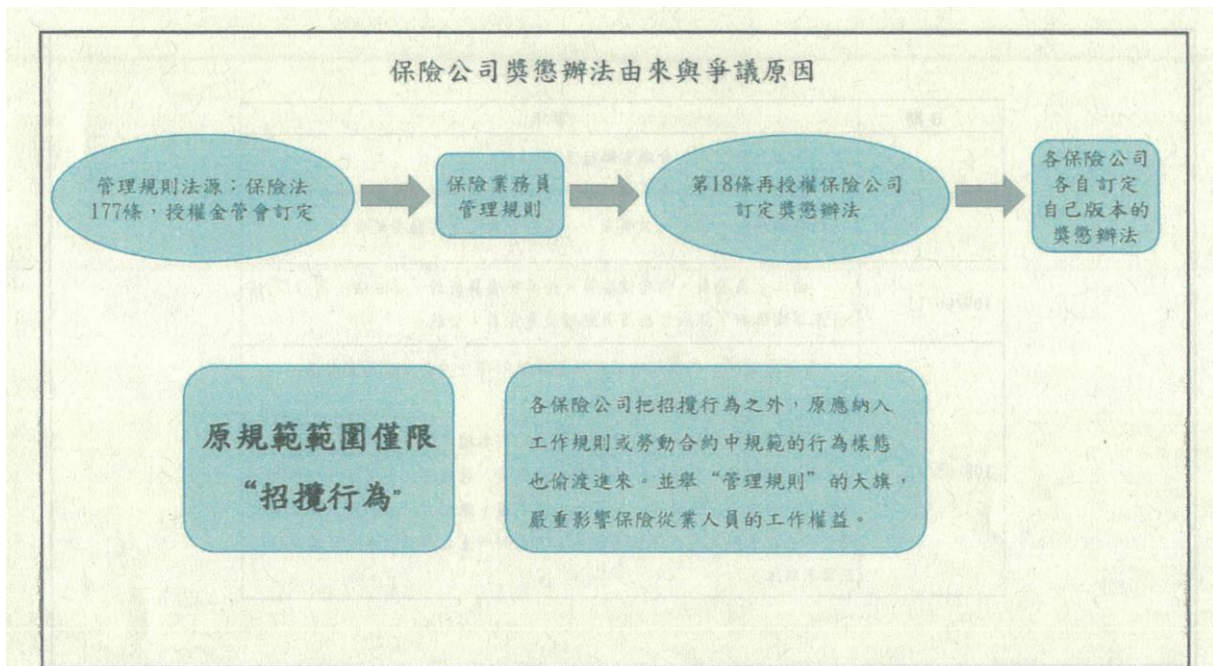 保險公司獎懲辦法由來與爭議原因
管理規則法源：保險法
177條，授權金管會訂定
保險業務員
管理規則
第18條再授權保險公司
訂定獎懲辦法
各保險公司
各自訂定
自己版本的
獎懲辦法
原規範範圍僅限
“招攬行為”
各保險公司把招攬行為之外，原應納入
工作規則或勞動合約中規範的行為樣態
也偷渡進來。並舉“管理規則”的大旗，
嚴重影響保險從業人員的工作權益。